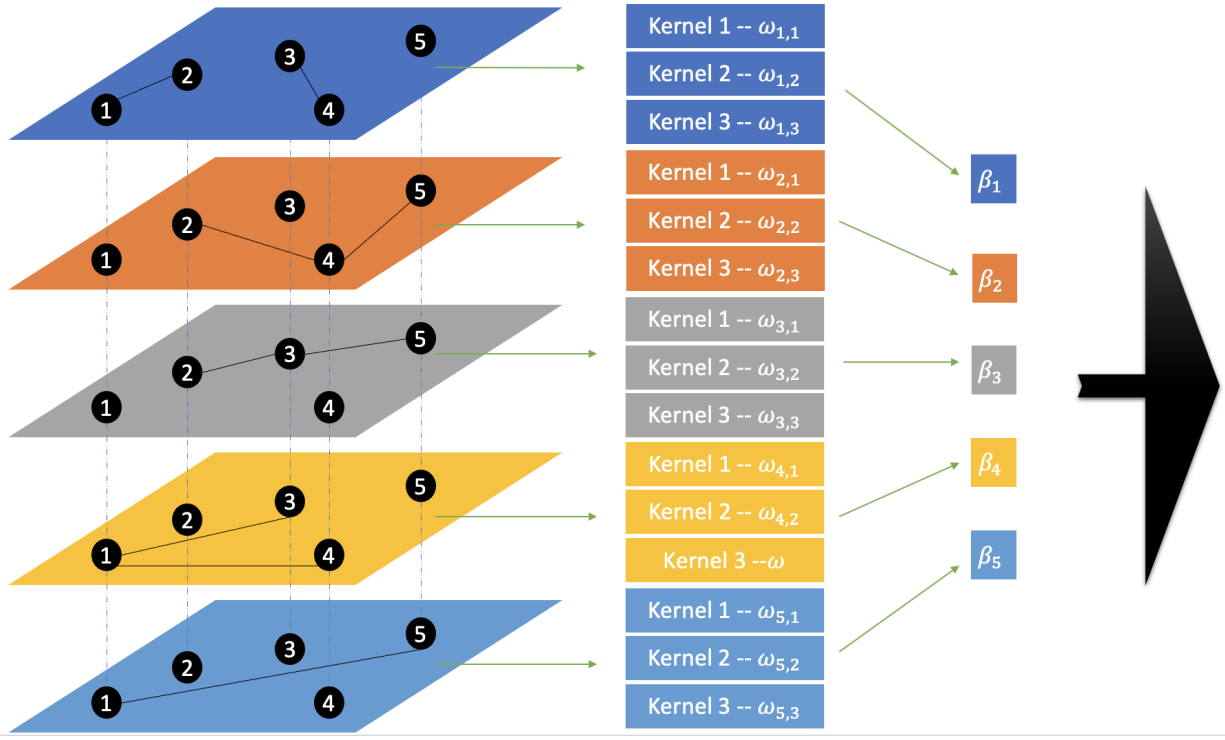 1
2
3
4
5
Kernel 1 -- ω1,1
Kernel 2 -- ω1,2
Kernel 3 -- ω1,3
β1
1
2
3
4
5
Kernel 1 -- ω2,1
Kernel 2 -- ω2,2
Kernel 3 -- ω2,3
β2
1
2
3
4
5
Kernel 1 -- ω3,1
Kernel 2 -- ω3,2
Kernel 3 -- ω3,3
β3
1
2
3
4
5
Kernel 1 -- ω4,1
Kernel 2 -- ω4,2
Kernel 3 --ω
β4
1
2
3
4
5
Kernel 1 -- ω5,1
Kernel 2 -- ω5,2
Kernel 3 -- ω5,3
β5